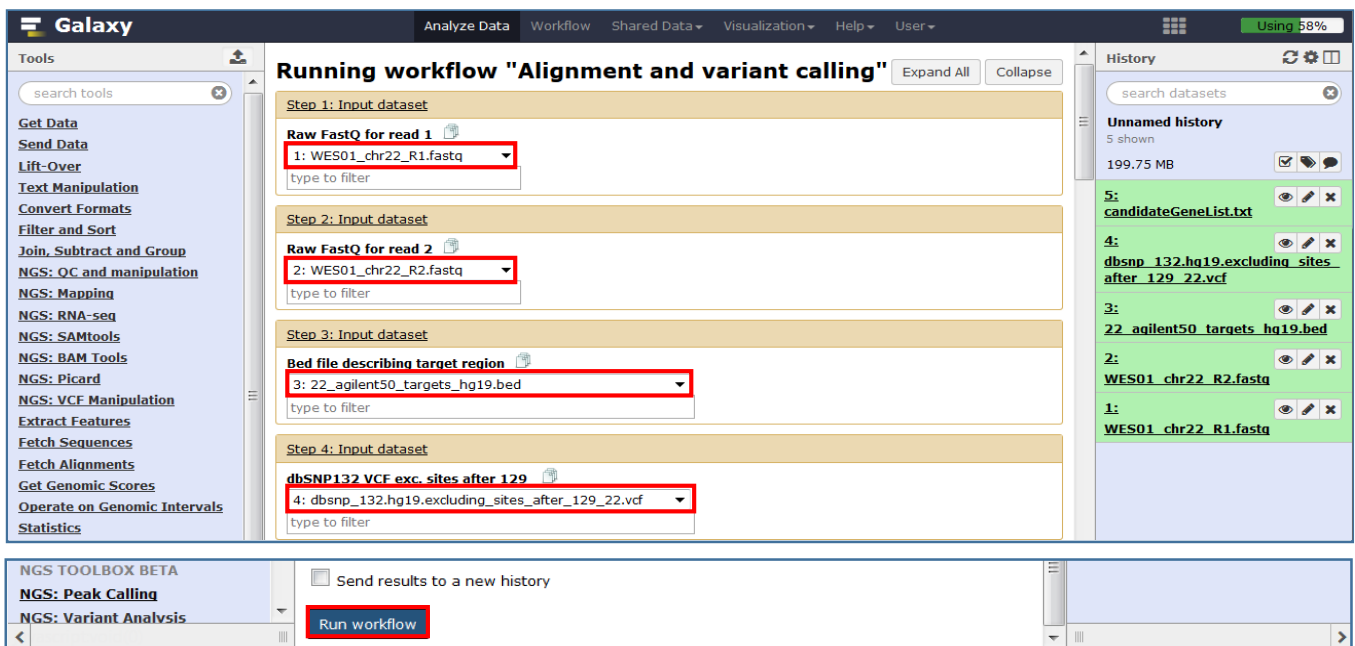 Galaxy
Analyze Data Workflow Shared Data Visualization Help User
Using 58%
Tools
search tools
Get Data
Send Data
Lift-Over
Text Manipulation
Convert Formats
Filter and Sort
Join, Subtract and Group
NGS: QC and manipulation
NGS: Mapping
NGS: RNA-seq
NGS: SAMtools
NGS: BAM Tools
NGS: Picard
NGS: VCF Manipulation
Extract Features
Fetch Sequences
Fetch Alignments
Get Genomic Scores
Operate on Genomic Intervals
Statistics
Running workflow "Alignment and variant calling"
Expand All
Collapse
Step 1: Input dataset
Raw FastQ for read 1
1: WES01_chr22_R1.fastq
type to filter
Step 2: Input dataset
Raw FastQ for read 2
2: WES01_chr22_R2.fastq
type to filter
Step 3: Input dataset
Bed file describing target region
3: 22_agilent50_targets_hg19.bed
type to filter
Step 4: Input dataset
dbSNP132 VCF exc. sites after 129
4: dbsnp_132.hg19.excluding_sites_after_129_22.vcf
type to filter
History
search datasets
Unnamed history
5 shown
199.75 MB
5:
candidateGeneList.txt
4:
dbsnp_132.hg19.excluding_sites_
after_129_22.vcf
3:
22_agilent50_targets_hg19.bed
2:
WES01_chr22_R2.fastq
1:
WES01_chr22_R1.fastq
NGS TOOLBOX BETA
NGS: Peak Calling
NGS: Variant Analysis
Send results to a new history
Run workflow